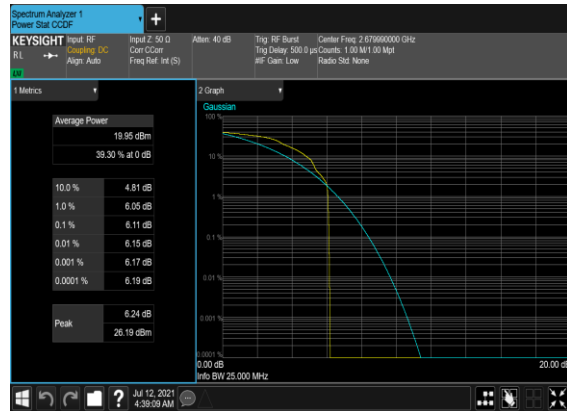 Spectrum Analyzer 1
Power Stat CCDF
KEYSIGHT
RL
Input: RF
Coupling: DC
Align: Auto
Input Z: 50 Ω
Corr CCorr
Freq Ref: Int (S)
Atten: 40 dB
Trig: RF Burst
Trig Delay: 500.0 µs
#IF Gain: Low
Center Freq: 2.679990000 GHz
Counts: 1.00 M/1.00 Mpt
Radio Std: None
1 Metrics
Average Power
19.95 dBm
39.30 % at 0 dB
10.0 % 4.81 dB
1.0 % 6.05 dB
0.1 % 6.11 dB
0.01 % 6.15 dB
0.001 % 6.17 dB
0.0001 % 6.19 dB
Peak
6.24 dB
26.19 dBm
2 Graph
Gaussian
100 %
10 %
1 %
0.1 %
0.01 %
0.001 %
0.0001 %
0.00 dB
20.00 dB
Info BW 25.000 MHz
?
Jul 12, 2021
4:39:09 AM